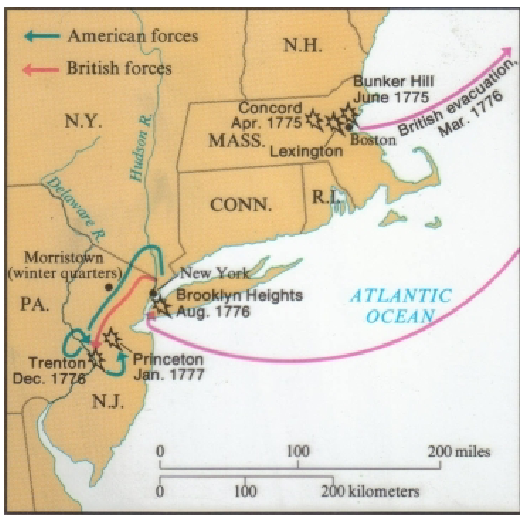 American forces
British forces
N.H.
Bunker Hill
June 1775
Concord
Apr. 1775
British evacuation,
Mar. 1776
N.Y.
Hudson R.
MASS.
Boston
Lexington
Delaware R.
CONN.
R.I.
Morristown
(winter quarters)
New York
Brooklyn Heights
Aug. 1776
ATLANTIC
OCEAN
PA.
Trenton
Dec. 1776
Princeton
Jan. 1777
N.J.
0 100 200 miles
0 100 200 kilometers